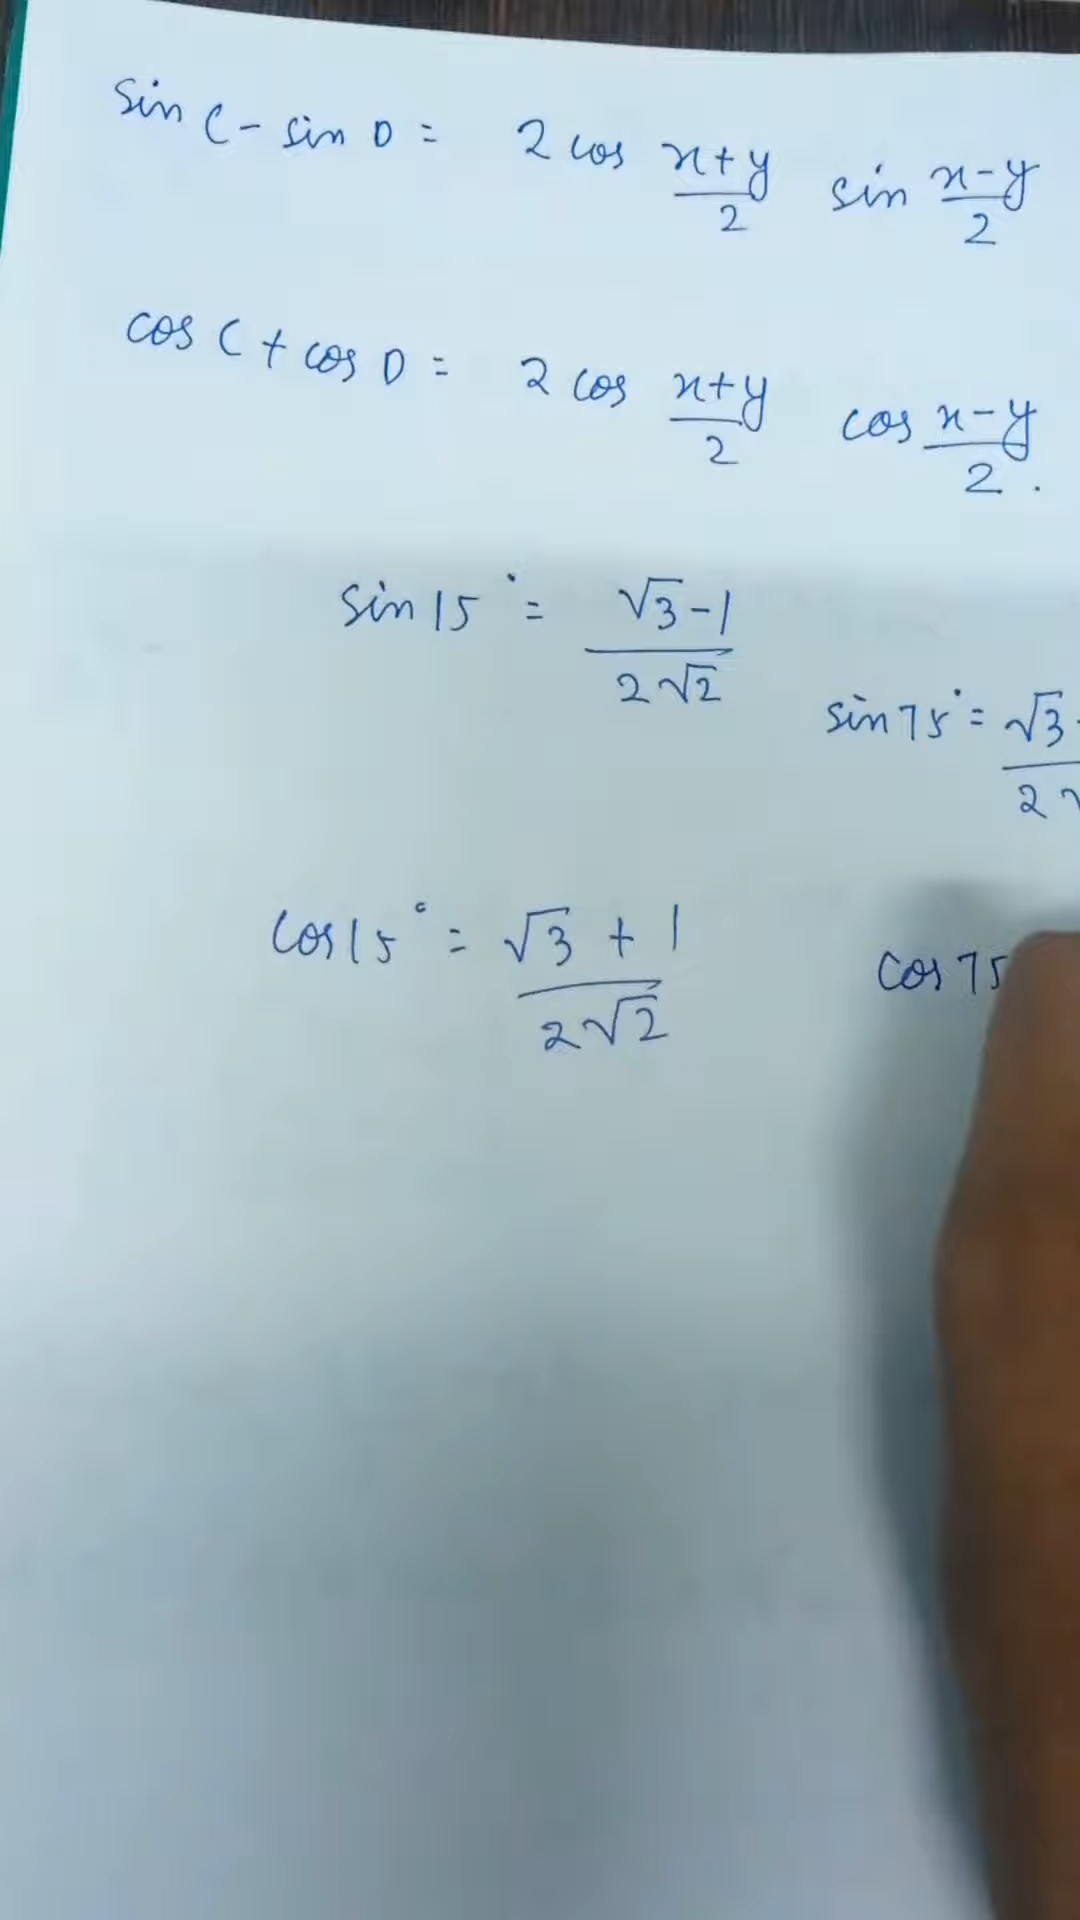 sin C - sin D = 2 cos x+y/2 sin x-y/2
cos C + cos D = 2 cos x+y/2 cos x-y/2.
sin 15° = √3-1/2√2
sin 75° = √3
2
cos 15° = √3 + 1/2√2
cos 75